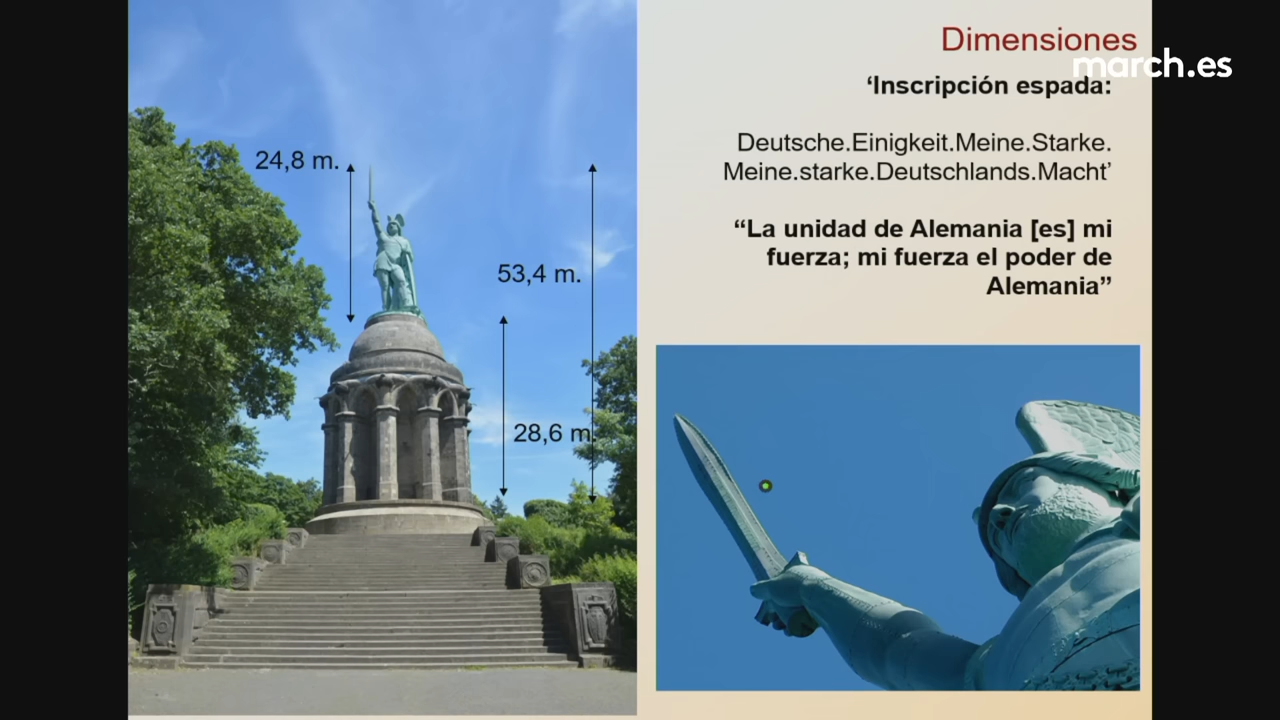 Dimensiones
march.es
‘Inscripción espada:
Deutsche.Einigkeit.Meine.Starke.
Meine.starke.Deutschlands.Macht’
“La unidad de Alemania [es] mi
fuerza; mi fuerza el poder de
Alemania”
24,8 m.
53,4 m.
28,6 m.